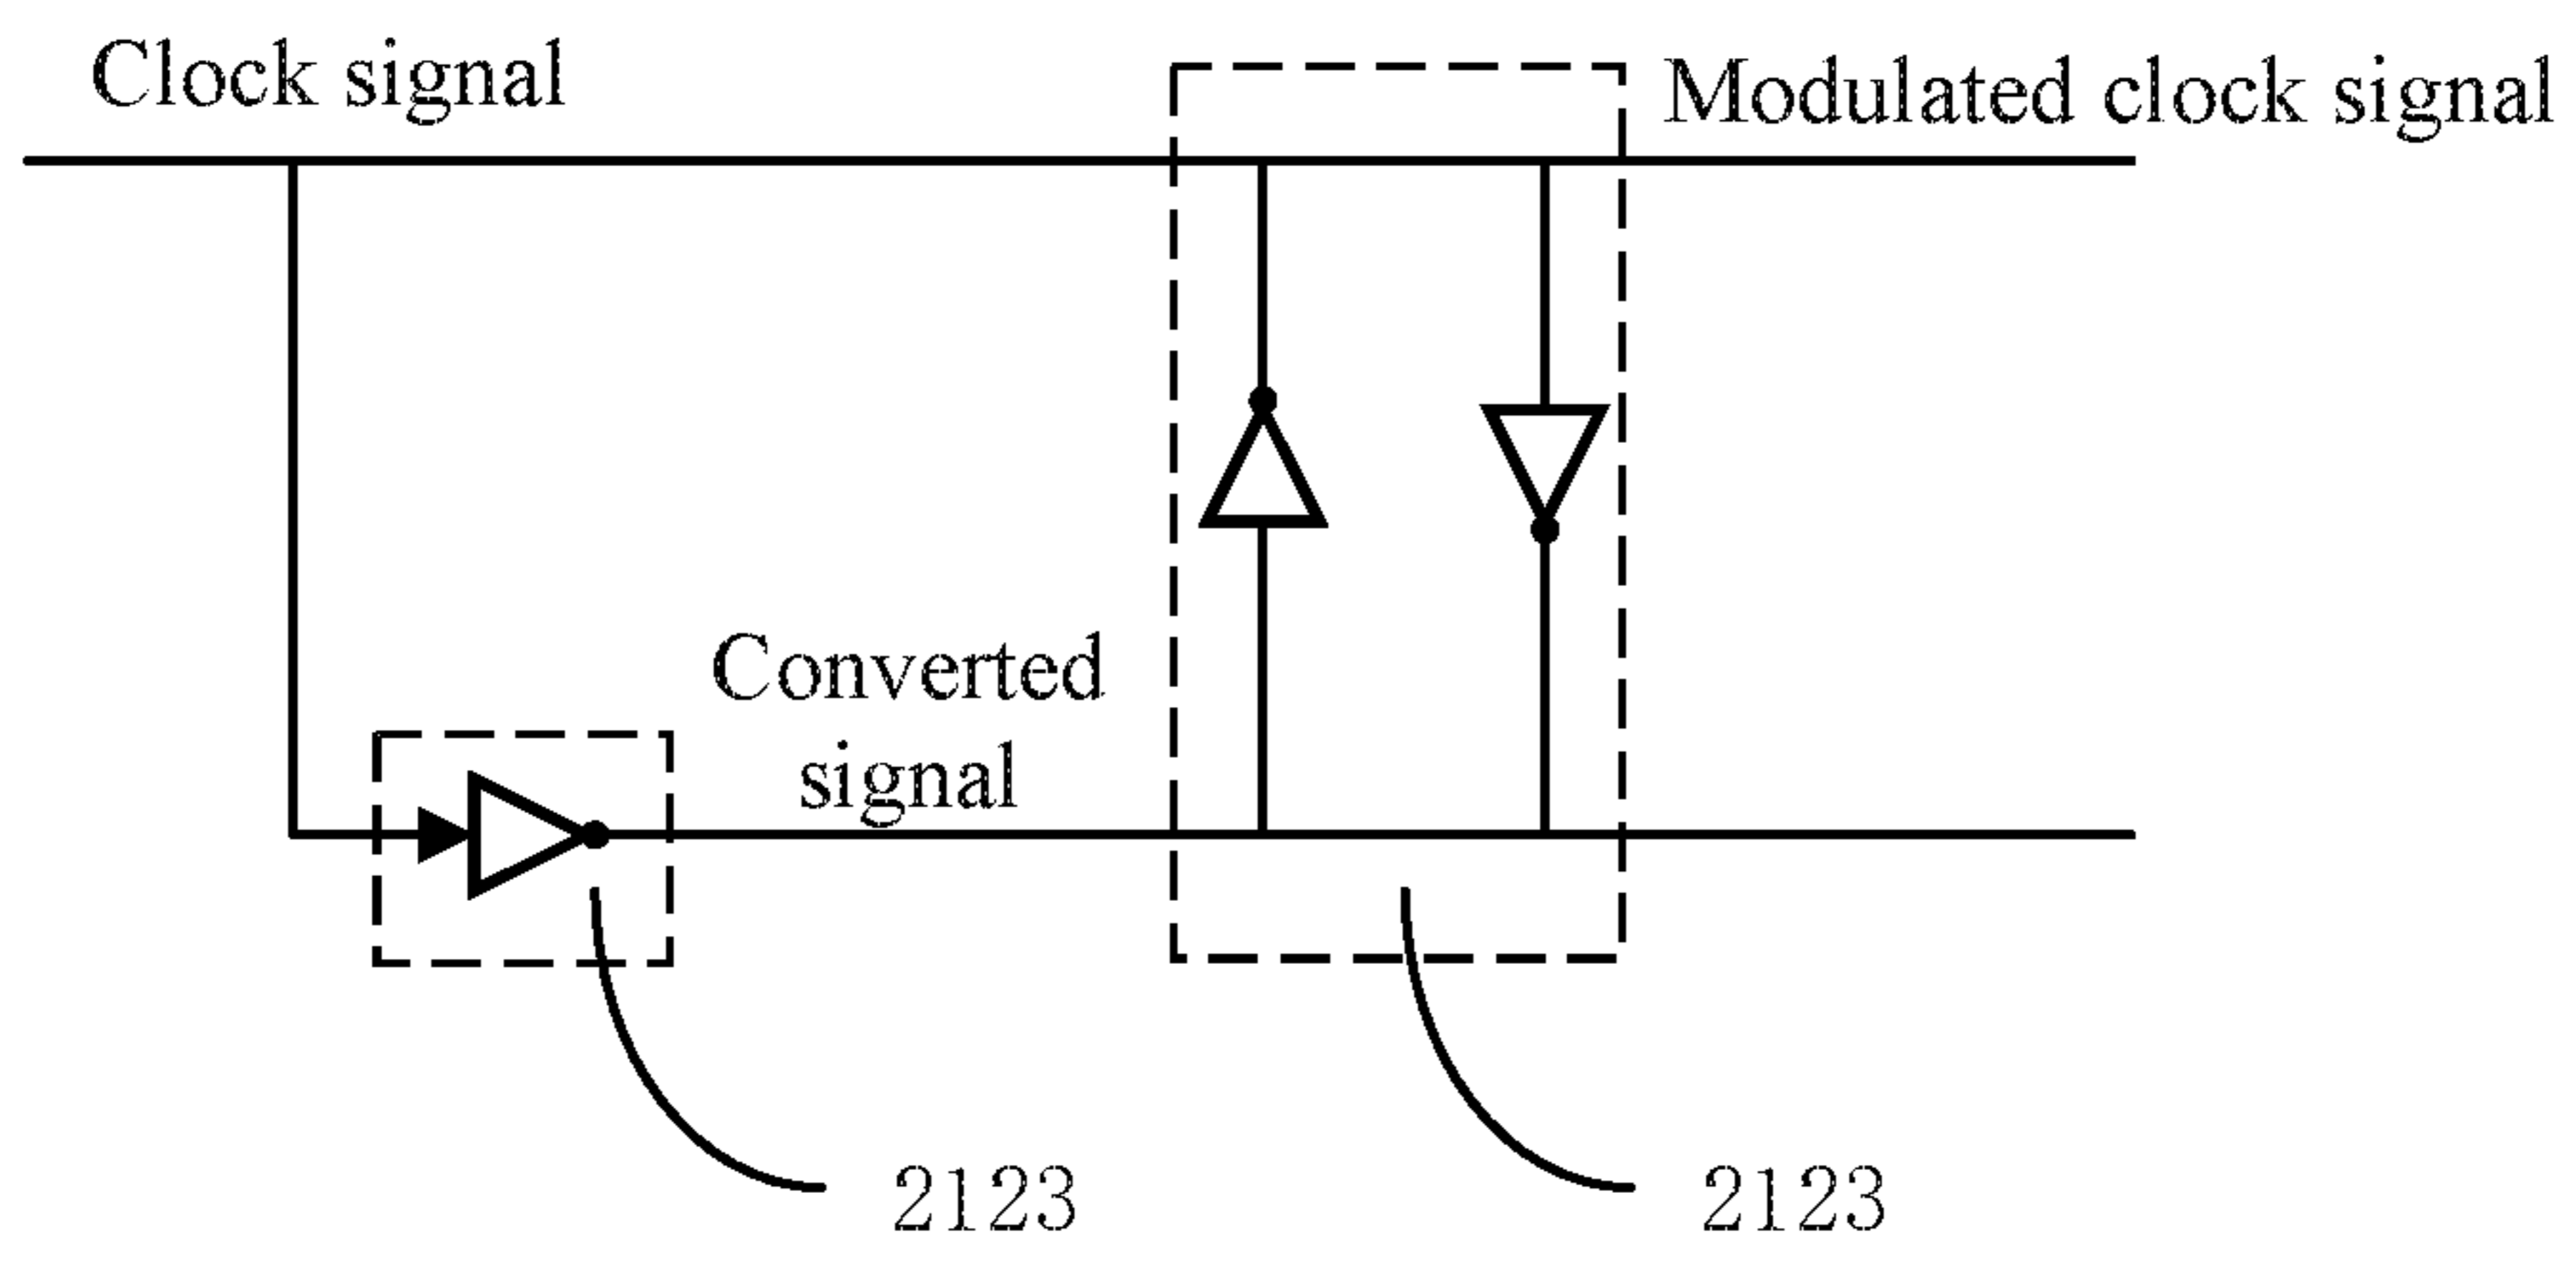 Clock signal
Modulated clock signal
Converted
signal
2123
2123